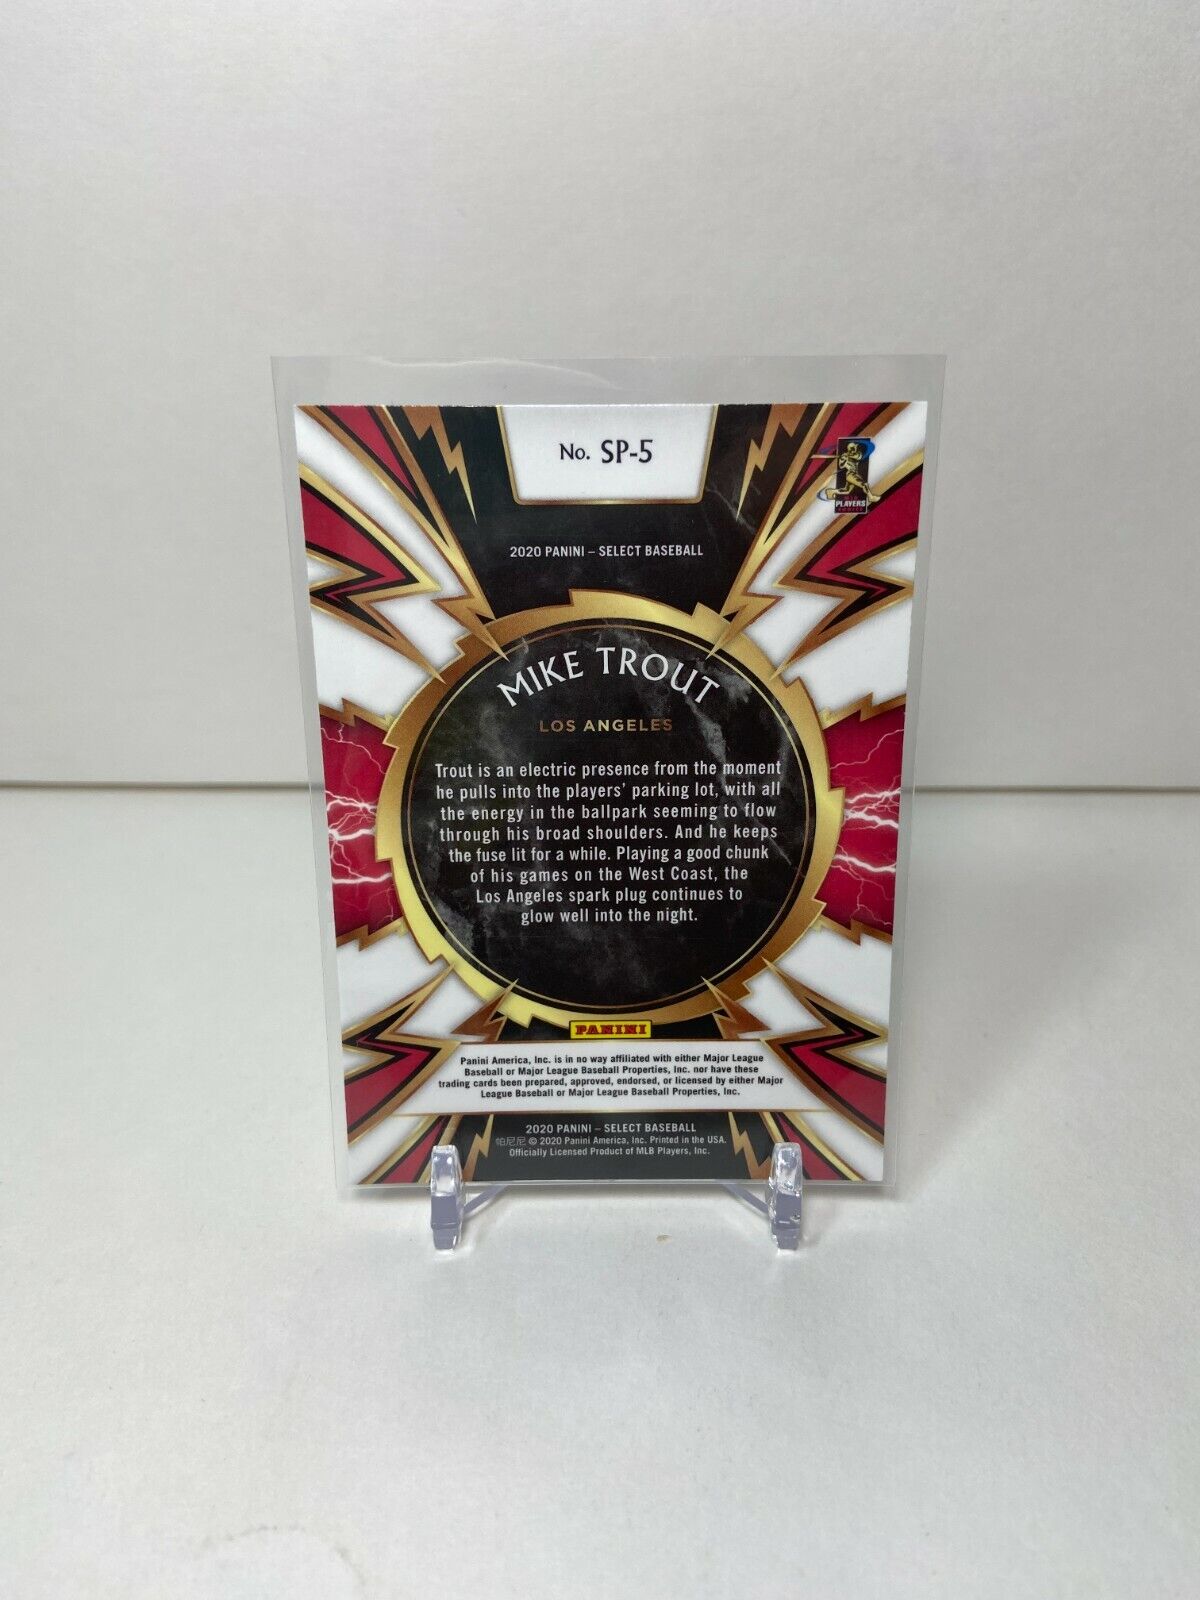 No. SP-5
PLAYERS
2020 PANINI – SELECT BASEBALL
MIKE TROUT
LOS ANGELES
Trout is an electric presence from the moment
he pulls into the players' parking lot, with all
the energy in the ballpark seeming to flow
through his broad shoulders. And he keeps
the fuse lit for a while. Playing a good chunk
of his games on the West Coast, the
Los Angeles spark plug continues to
glow well into the night.
PANINI
Panini America, Inc. is in no way affiliated with either Major League
Baseball or Major League Baseball Properties, Inc. nor have these
trading cards been prepared, approved, endorsed, or licensed by either Major
League Baseball or Major League Baseball Properties, Inc.
2020 PANINI – SELECT BASEBALL
帕尼尼 © 2020 Panini America, Inc. Printed in the USA.
Officially Licensed Product of MLB Players, Inc.